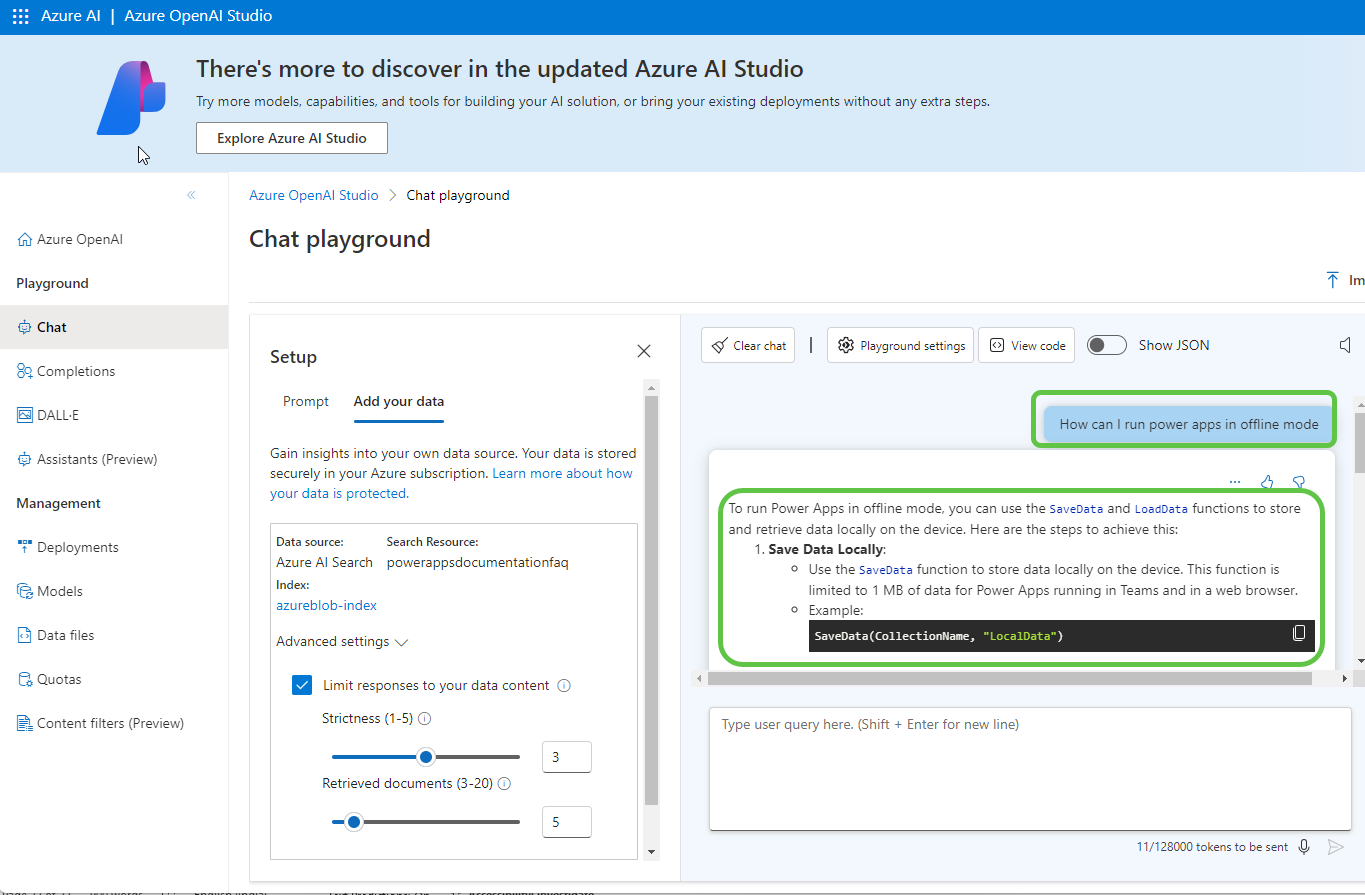 Azure AI | Azure OpenAI Studio
There's more to discover in the updated Azure AI Studio
Try more models, capabilities, and tools for building your AI solution, or bring your existing deployments without any extra steps.
Explore Azure AI Studio
Azure OpenAI Studio > Chat playground
Chat playground
Azure OpenAI
Playground
Chat
Completions
DALL·E
Assistants (Preview)
Management
Deployments
Models
Data files
Quotas
Content filters (Preview)
Im
Setup
Prompt Add your data
Gain insights into your own data source. Your data is stored
securely in your Azure subscription. Learn more about how
your data is protected.
Data source: Search Resource:
Azure AI Search powerappsdocumentationfaq
Index:
azureblob-index
Advanced settings
Limit responses to your data content
Strictness (1-5)
3
Retrieved documents (3-20)
5
Clear chat | Playground settings View code Show JSON
How can I run power apps in offline mode
To run Power Apps in offline mode, you can use the SaveData and LoadData functions to store
and retrieve data locally on the device. Here are the steps to achieve this:
1. Save Data Locally:
Use the SaveData function to store data locally on the device. This function is
limited to 1 MB of data for Power Apps running in Teams and in a web browser.
Example:
SaveData(CollectionName, "LocalData")
Type user query here. (Shift + Enter for new line)
11/128000 tokens to be sent